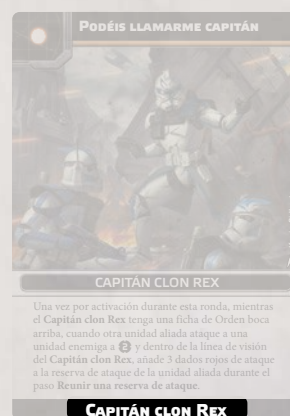 PODÉIS LLAMARME CAPITÁN
CAPITÁN CLON REX
Una vez por activación durante esta ronda, mientras
el Capitán clon Rex tenga una ficha de Orden boca
arriba, cuando otra unidad aliada ataque a una
unidad enemiga a 2 y dentro de la línea de visión
del Capitán clon Rex, añade 3 dados rojos de ataque
a la reserva de ataque de la unidad aliada durante el
paso Reunir una reserva de ataque.
CAPITÁN CLON REX